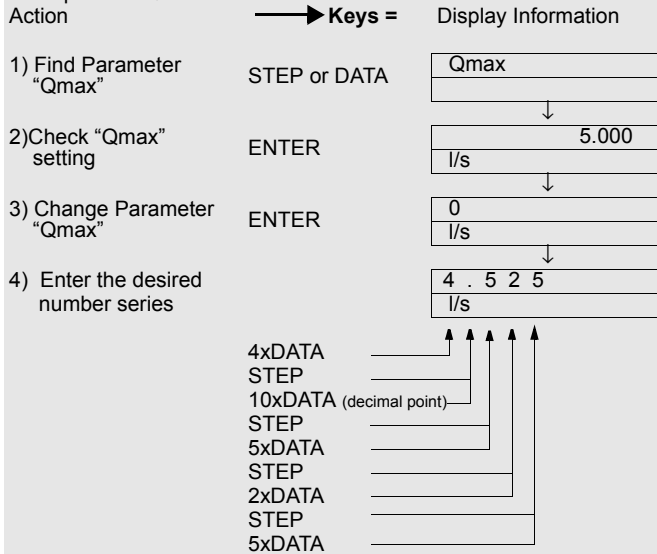 Action Keys = Display Information
1) Find Parameter
“Qmax”
STEP or DATA
Qmax
↓
2)Check “Qmax”
setting
ENTER
5.000
l/s
↓
3) Change Parameter
“Qmax”
ENTER
0
l/s
↓
4) Enter the desired
number series
4 . 5 2 5
l/s
4xDATA
STEP
10xDATA (decimal point)
STEP
5xDATA
STEP
2xDATA
STEP
5xDATA